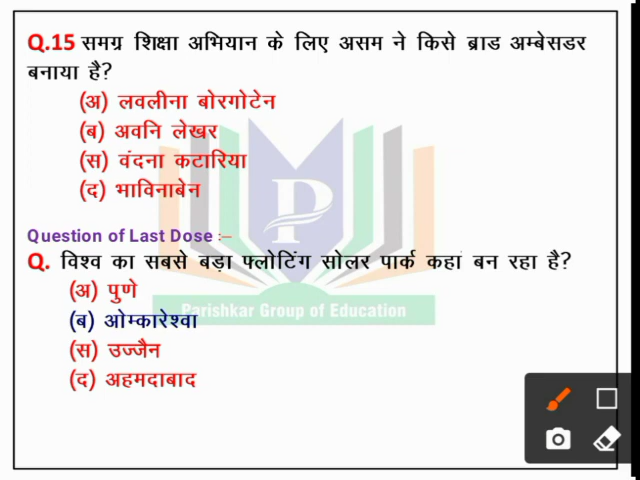 Q.15 समग्र शिक्षा अभियान के लिए असम ने किसे ब्राड अम्बेसडर
बनाया है?
(अ) लवलीना बोरगोटेन
(ब) अवनि लेखर
(स) वंदना कटारिया
(द) भाविनाबेन
P
Question of Last Dose :–
Q. विश्व का सबसे बड़ा फ्लोटिंग सोलर पार्क कहां बन रहा है?
(अ) पुणे
Parishkar Group of Education
(ब) ओम्कारेश्वा
(स) उज्जैन
(द) अहमदाबाद